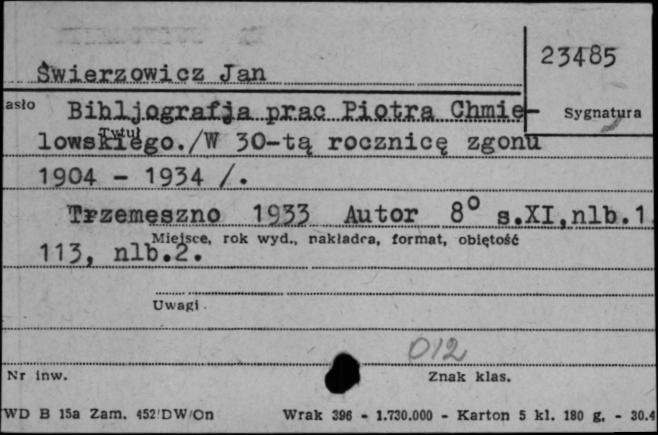 23485
Świerzowicz Jan
asło Bibljografja prac Piotra Chmie-
Sygnatura
Tytuł
lowskiego./W 30-tą rocznicę zgonu
1904 - 1934 /.
Trzemeszno 1933 Autor 8° s.XI,nlb.1
Miejsce, rok wyd., nakładca, format, objętość
113, nlb.2.
Uwagi
012
Nr inw.
Znak klas.
WD B 15a Zam. 452/DW/On Wrak 396 - 1.730.000 - Karton 5 kl. 180 g. - 30.4